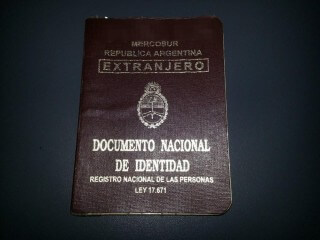 MERCOSUR
REPUBLICA ARGENTINA
EXTRANJERO
DOCUMENTO NACIONAL
DE IDENTIDAD
REGISTRO NACIONAL DE LAS PERSONAS
LEY 17.671